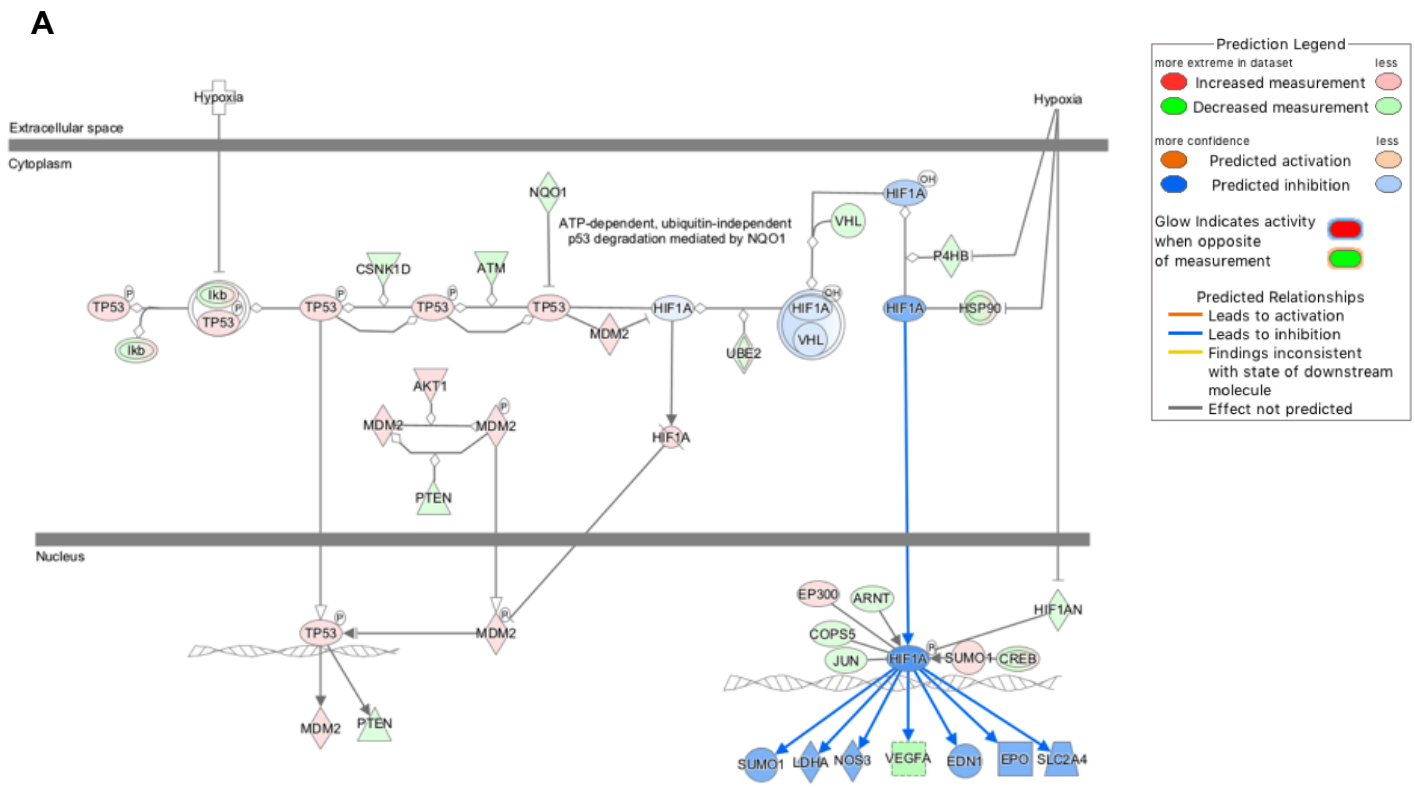 A
Hypoxia
Hypoxia
Extracellular space
Cytoplasm
NQO1
ATP-dependent, ubiquitin-independent
p53 degradation mediated by NQO1
HIF1A
OH
VHL
P4HB
CSNK1D
ATM
TP53
P
Ikb
TP53
P
Ikb
TP53
P
TP53
P
TP53
MDM2
HIF1A
UBE2
HIF1A
OH
VHL
HIF1A
HSP90
AKT1
MDM2
MDM2
P
PTEN
HIF1A
Nucleus
TP53
P
MDM2
P
MDM2
PTEN
EP300
ARNT
COPS5
JUN
HIF1A
P
SUMO1
CREB
HIF1AN
SUMO1
LDHA
NOS3
VEGFA
EDN1
EPO
SLC2A4
Prediction Legend
more extreme in dataset
less
Increased measurement
Decreased measurement
more confidence
less
Predicted activation
Predicted inhibition
Glow Indicates activity
when opposite
of measurement
Predicted Relationships
Leads to activation
Leads to inhibition
Findings inconsistent
with state of downstream
molecule
Effect not predicted